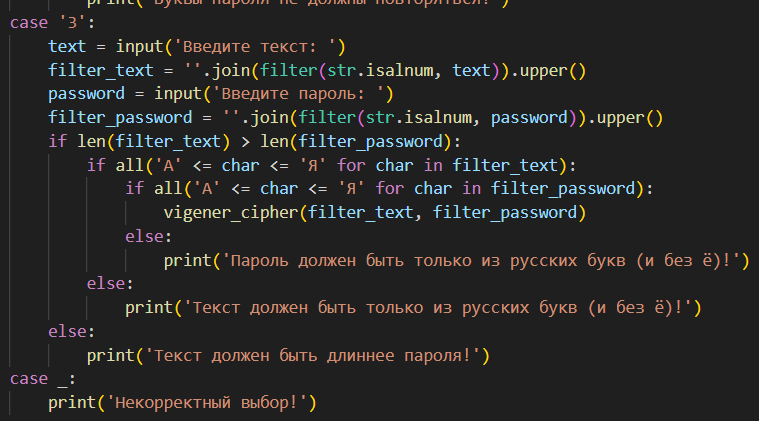 print('Буквы пароля не должны повторяться!')
case '3':
    text = input('Введите текст: ')
    filter_text = ''.join(filter(str.isalnum, text)).upper()
    password = input('Введите пароль: ')
    filter_password = ''.join(filter(str.isalnum, password)).upper()
    if len(filter_text) > len(filter_password):
        if all('А' <= char <= 'Я' for char in filter_text):
            if all('А' <= char <= 'Я' for char in filter_password):
                vigener_cipher(filter_text, filter_password)
            else:
                print('Пароль должен быть только из русских букв (и без ё)!')
        else:
            print('Текст должен быть только из русских букв (и без ё)!')
    else:
        print('Текст должен быть длиннее пароля!')
case _:
    print('Некорректный выбор!')